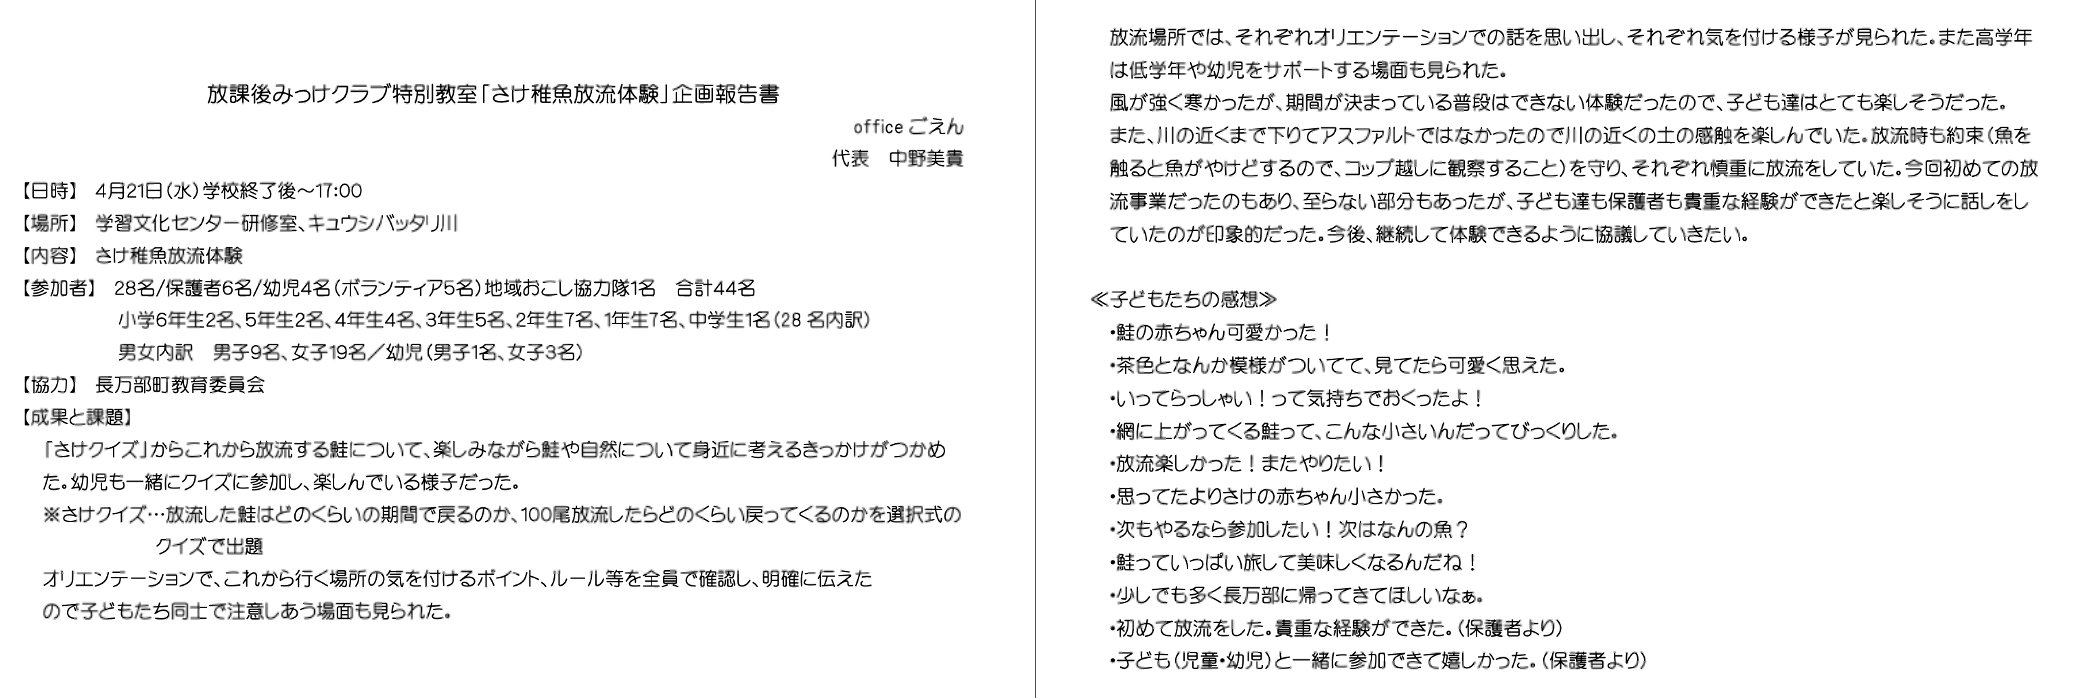 放課後みっけクラブ特別教室「さけ稚魚放流体験」企画報告書
office ごえん
代表　中野美貴
【日時】　4月21日（水）学校終了後～17:00
【場所】　学習文化センター研修室、キュウシバッタリ川
【内容】　さけ稚魚放流体験
【参加者】　28名/保護者6名/幼児4名（ボランティア5名）地域おこし協力隊1名　合計44名
小学6年生2名、5年生2名、4年生4名、3年生5名、2年生7名、1年生7名、中学生1名（28 名内訳）
男女内訳　男子9名、女子19名／幼児（男子1名、女子3名）
【協力】　長万部町教育委員会
【成果と課題】
「さけクイズ」からこれから放流する鮭について、楽しみながら鮭や自然について身近に考えるきっかけがつかめ
た。幼児も一緒にクイズに参加し、楽しんでいる様子だった。
※さけクイズ…放流した鮭はどのくらいの期間で戻るのか、100尾放流したらどのくらい戻ってくるのかを選択式の
クイズで出題
オリエンテーションで、これから行く場所の気を付けるポイント、ルール等を全員で確認し、明確に伝えた
ので子どもたち同士で注意しあう場面も見られた。
放流場所では、それぞれオリエンテーションでの話を思い出し、それぞれ気を付ける様子が見られた。また高学年
は低学年や幼児をサポートする場面も見られた。
風が強く寒かったが、期間が決まっている普段はできない体験だったので、子ども達はとても楽しそうだった。
また、川の近くまで下りてアスファルトではなかったので川の近くの土の感触を楽しんでいた。放流時も約束（魚を
触ると魚がやけどするので、コップ越しに観察すること）を守り、それぞれ慎重に放流をしていた。今回初めての放
流事業だったのもあり、至らない部分もあったが、子ども達も保護者も貴重な経験ができたと楽しそうに話しをし
ていたのが印象的だった。今後、継続して体験できるように協議していきたい。
≪子どもたちの感想≫
・鮭の赤ちゃん可愛かった！
・茶色となんか模様がついてて、見てたら可愛く思えた。
・いってらっしゃい！って気持ちでおくったよ！
・網に上がってくる鮭って、こんな小さいんだってびっくりした。
・放流楽しかった！またやりたい！
・思ってたよりさけの赤ちゃん小さかった。
・次もやるなら参加したい！次はなんの魚？
・鮭っていっぱい旅して美味しくなるんだね！
・少しでも多く長万部に帰ってきてほしいなぁ。
・初めて放流をした。貴重な経験ができた。（保護者より）
・子ども（児童・幼児）と一緒に参加できて嬉しかった。（保護者より）